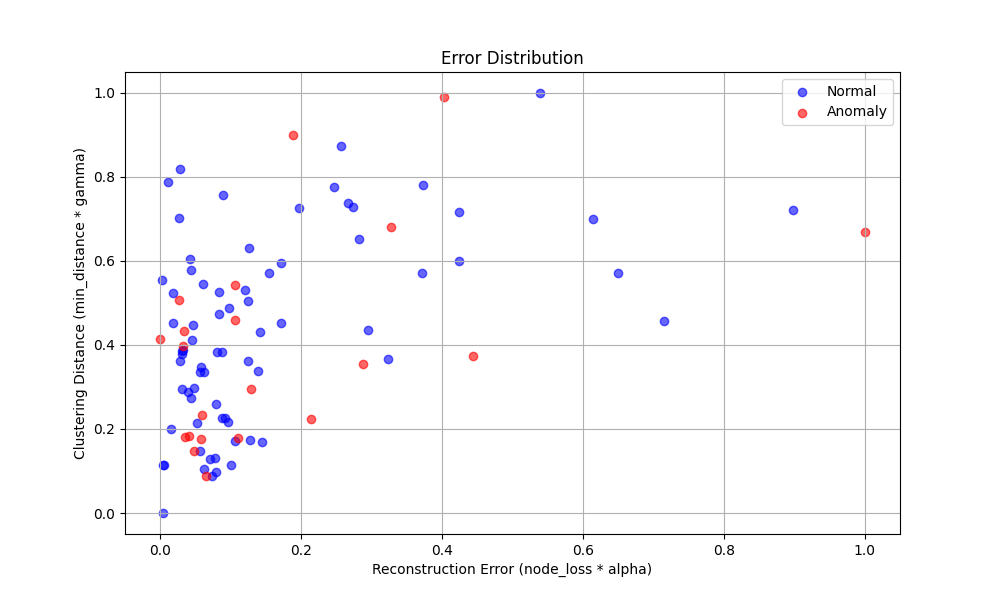 Error Distribution
Normal
Anomaly
Clustering Distance (min_distance * gamma)
1.0
0.8
0.6
0.4
0.2
0.0
0.0 0.2 0.4 0.6 0.8 1.0
Reconstruction Error (node_loss * alpha)